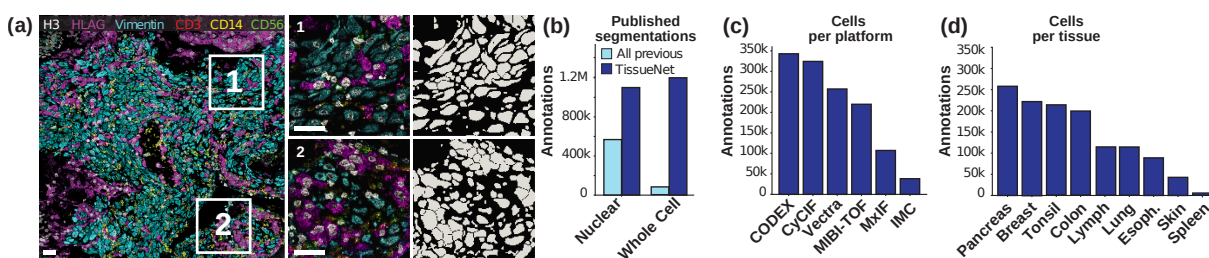 (a)
H3 HLAG Vimentin CD3 CD14 CD56
1
2
1
2
(b)
Published
segmentations
All previous
TissueNet
Annotations
1.2M
800K
400K
0
Nuclear
Whole Cell
(c)
Cells
per platform
Annotations
350k
300k
250k
200k
150k
100k
50k
0
CODEX
CyCIF
Vectra
MIBI-TOF
MxIF
IMC
(d)
Cells
per tissue
Annotations
350k
300k
250k
200k
150k
100k
50k
0
Pancreas
Breast
Tonsil
Colon
Lymph
Lung
Esoph.
Skin
Spleen